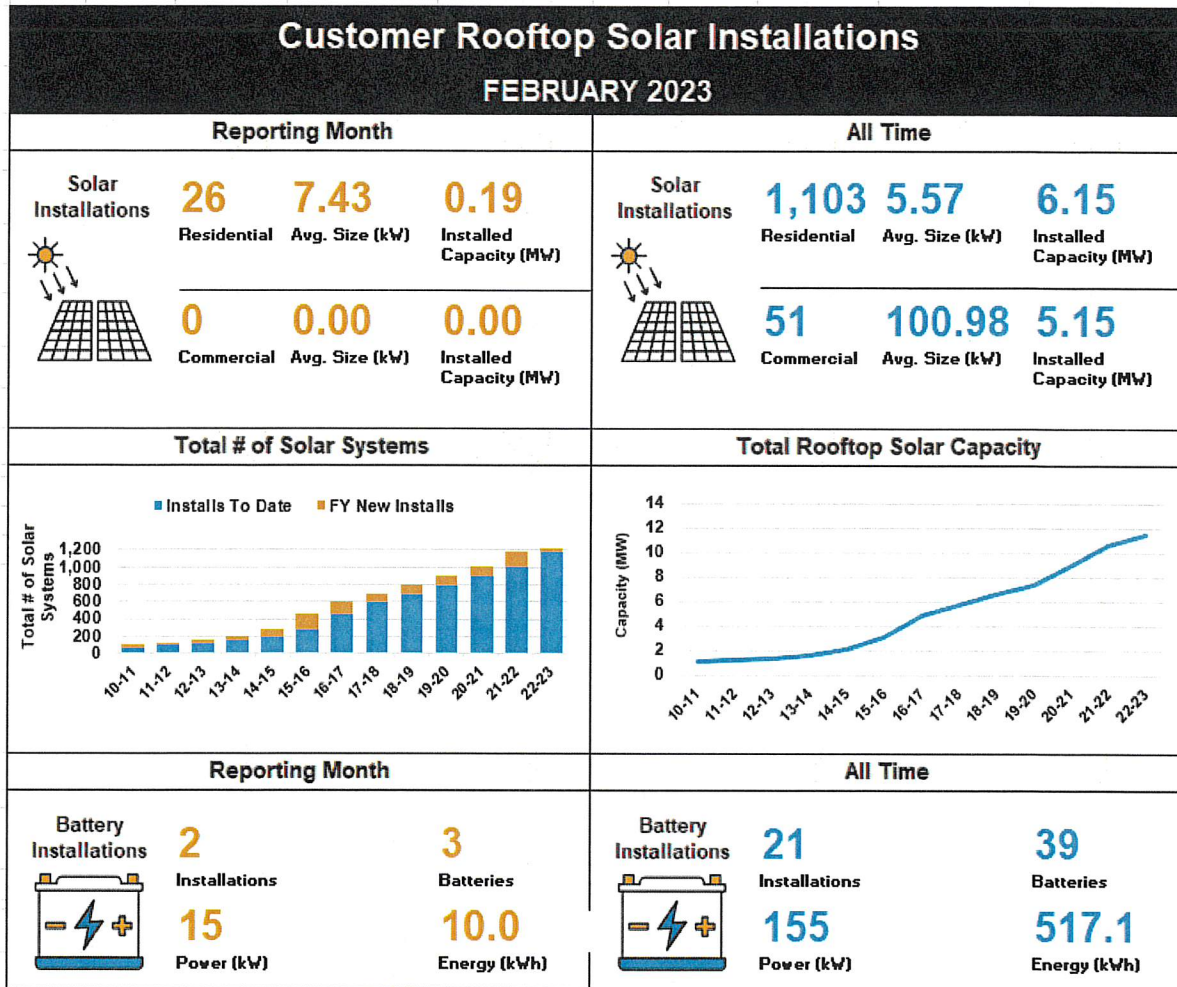 Customer Rooftop Solar Installations
FEBRUARY 2023
Reporting Month
Solar
Installations
26 7.43 0.19
Residential Avg. Size (kW) Installed
Capacity (MW)
0 0.00 0.00
Commercial Avg. Size (kW) Installed
Capacity (MW)
All Time
Solar
Installations
1,103 5.57 6.15
Residential Avg. Size (kW) Installed
Capacity (MW)
51 100.98 5.15
Commercial Avg. Size (kW) Installed
Capacity (MW)
Total # of Solar Systems
Installs To Date FY New Installs
Total # of Solar
Systems
1,200
1,000
800
600
400
200
0
10-11 11-12 12-13 13-14 14-15 15-16 16-17 17-18 18-19 19-20 20-21 21-22 22-23
Total Rooftop Solar Capacity
Capacity (MW)
14
12
10
8
6
4
2
0
10-11 11-12 12-13 13-14 14-15 15-16 16-17 17-18 18-19 19-20 20-21 21-22 22-23
Reporting Month
Battery
Installations
2 3
Installations Batteries
15 10.0
Power (kW) Energy (kWh)
All Time
Battery
Installations
21 39
Installations Batteries
155 517.1
Power (kW) Energy (kWh)